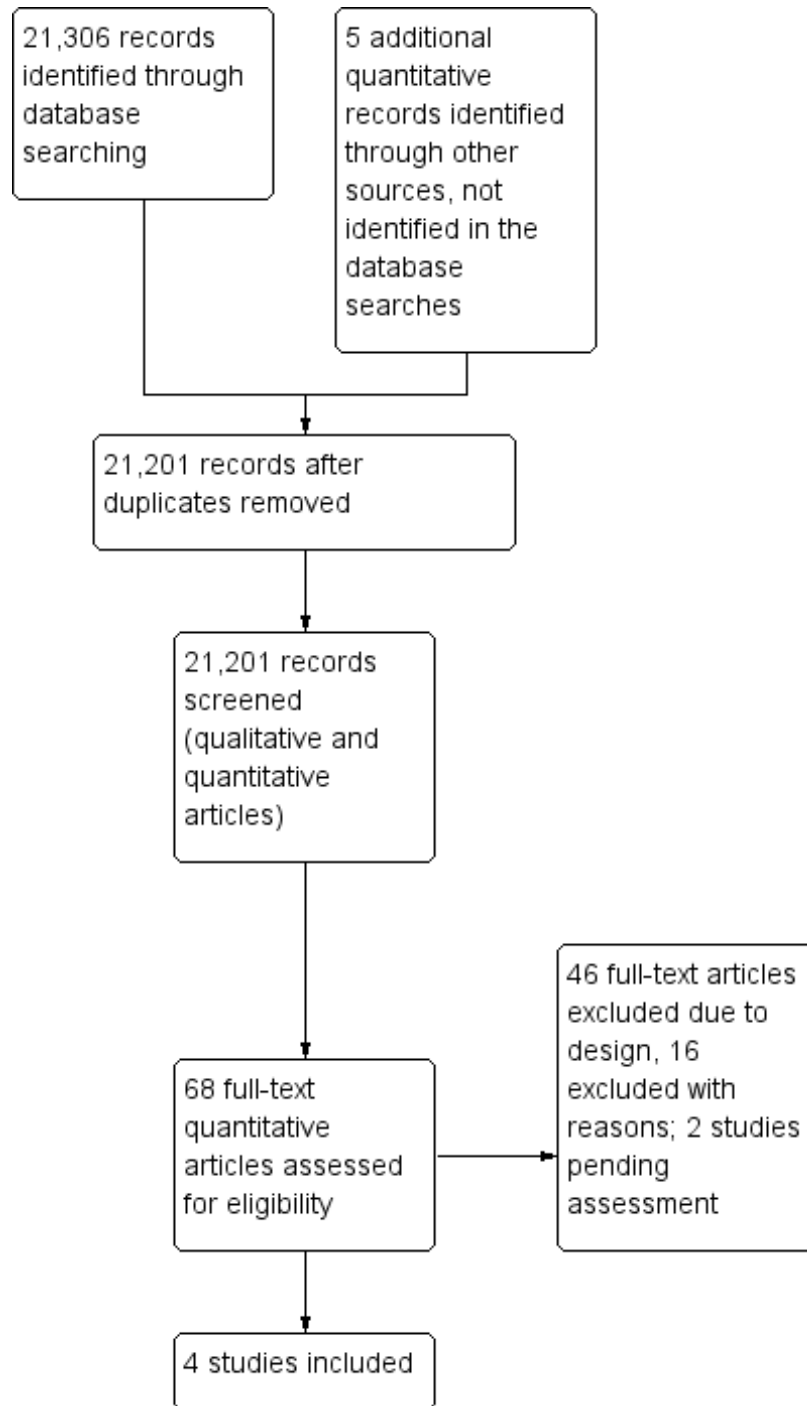 21,306 records
identified through
database
searching
5 additional
quantitative
records identified
through other
sources, not
identified in the
database
searches
21,201 records after
duplicates removed
21,201 records
screened
(qualitative and
quantitative
articles)
68 full-text
quantitative
articles assessed
for eligibility
46 full-text articles
excluded due to
design, 16
excluded with
reasons; 2 studies
pending
assessment
4 studies included